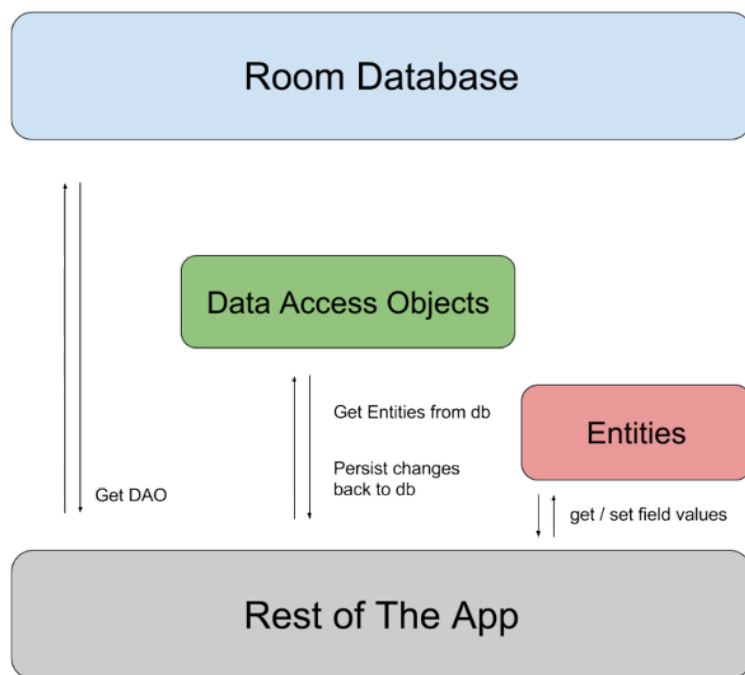 Room Database
Data Access Objects
Get Entities from db
Entities
Persist changes
back to db
Get DAO
get / set field values
Rest of The App